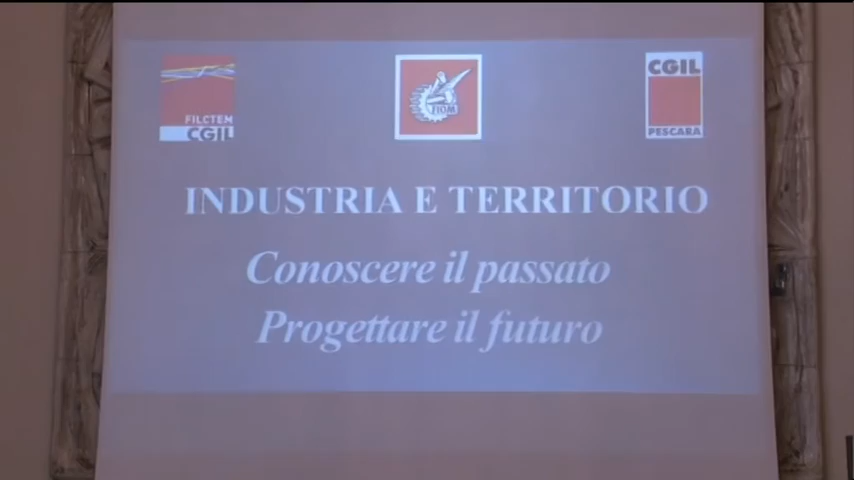 FILCTEM
CGIL
FIOM
CGIL
PESCARA
INDUSTRIA E TERRITORIO
Conoscere il passato
Progettare il futuro